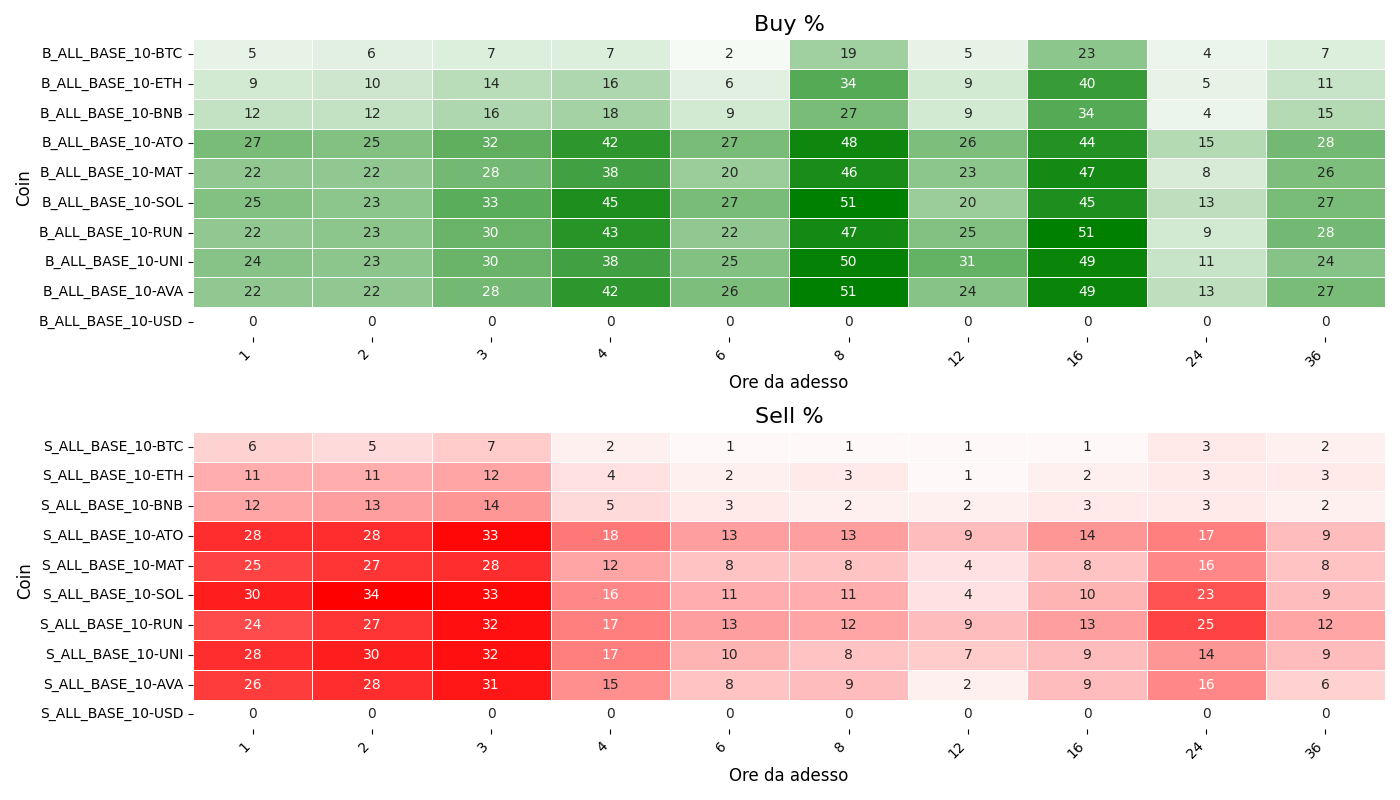 Buy %
Coin
B_ALL_BASE_10-BTC 5 6 7 7 2 19 5 23 4 7
B_ALL_BASE_10-ETH 9 10 14 16 6 34 9 40 5 11
B_ALL_BASE_10-BNB 12 12 16 18 9 27 9 34 4 15
B_ALL_BASE_10-ATO 27 25 32 42 27 48 26 44 15 28
B_ALL_BASE_10-MAT 22 22 28 38 20 46 23 47 8 26
B_ALL_BASE_10-SOL 25 23 33 45 27 51 20 45 13 27
B_ALL_BASE_10-RUN 22 23 30 43 22 47 25 51 9 28
B_ALL_BASE_10-UNI 24 23 30 38 25 50 31 49 11 24
B_ALL_BASE_10-AVA 22 22 28 42 26 51 24 49 13 27
B_ALL_BASE_10-USD 0 0 0 0 0 0 0 0 0 0
1 2 3 4 6 8 12 16 24 36
Ore da adesso
Sell %
Coin
S_ALL_BASE_10-BTC 6 5 7 2 1 1 1 1 3 2
S_ALL_BASE_10-ETH 11 11 12 4 2 3 1 2 3 3
S_ALL_BASE_10-BNB 12 13 14 5 3 2 2 3 3 2
S_ALL_BASE_10-ATO 28 28 33 18 13 13 9 14 17 9
S_ALL_BASE_10-MAT 25 27 28 12 8 8 4 8 16 8
S_ALL_BASE_10-SOL 30 34 33 16 11 11 4 10 23 9
S_ALL_BASE_10-RUN 24 27 32 17 13 12 9 13 25 12
S_ALL_BASE_10-UNI 28 30 32 17 10 8 7 9 14 9
S_ALL_BASE_10-AVA 26 28 31 15 8 9 2 9 16 6
S_ALL_BASE_10-USD 0 0 0 0 0 0 0 0 0 0
1 2 3 4 6 8 12 16 24 36
Ore da adesso